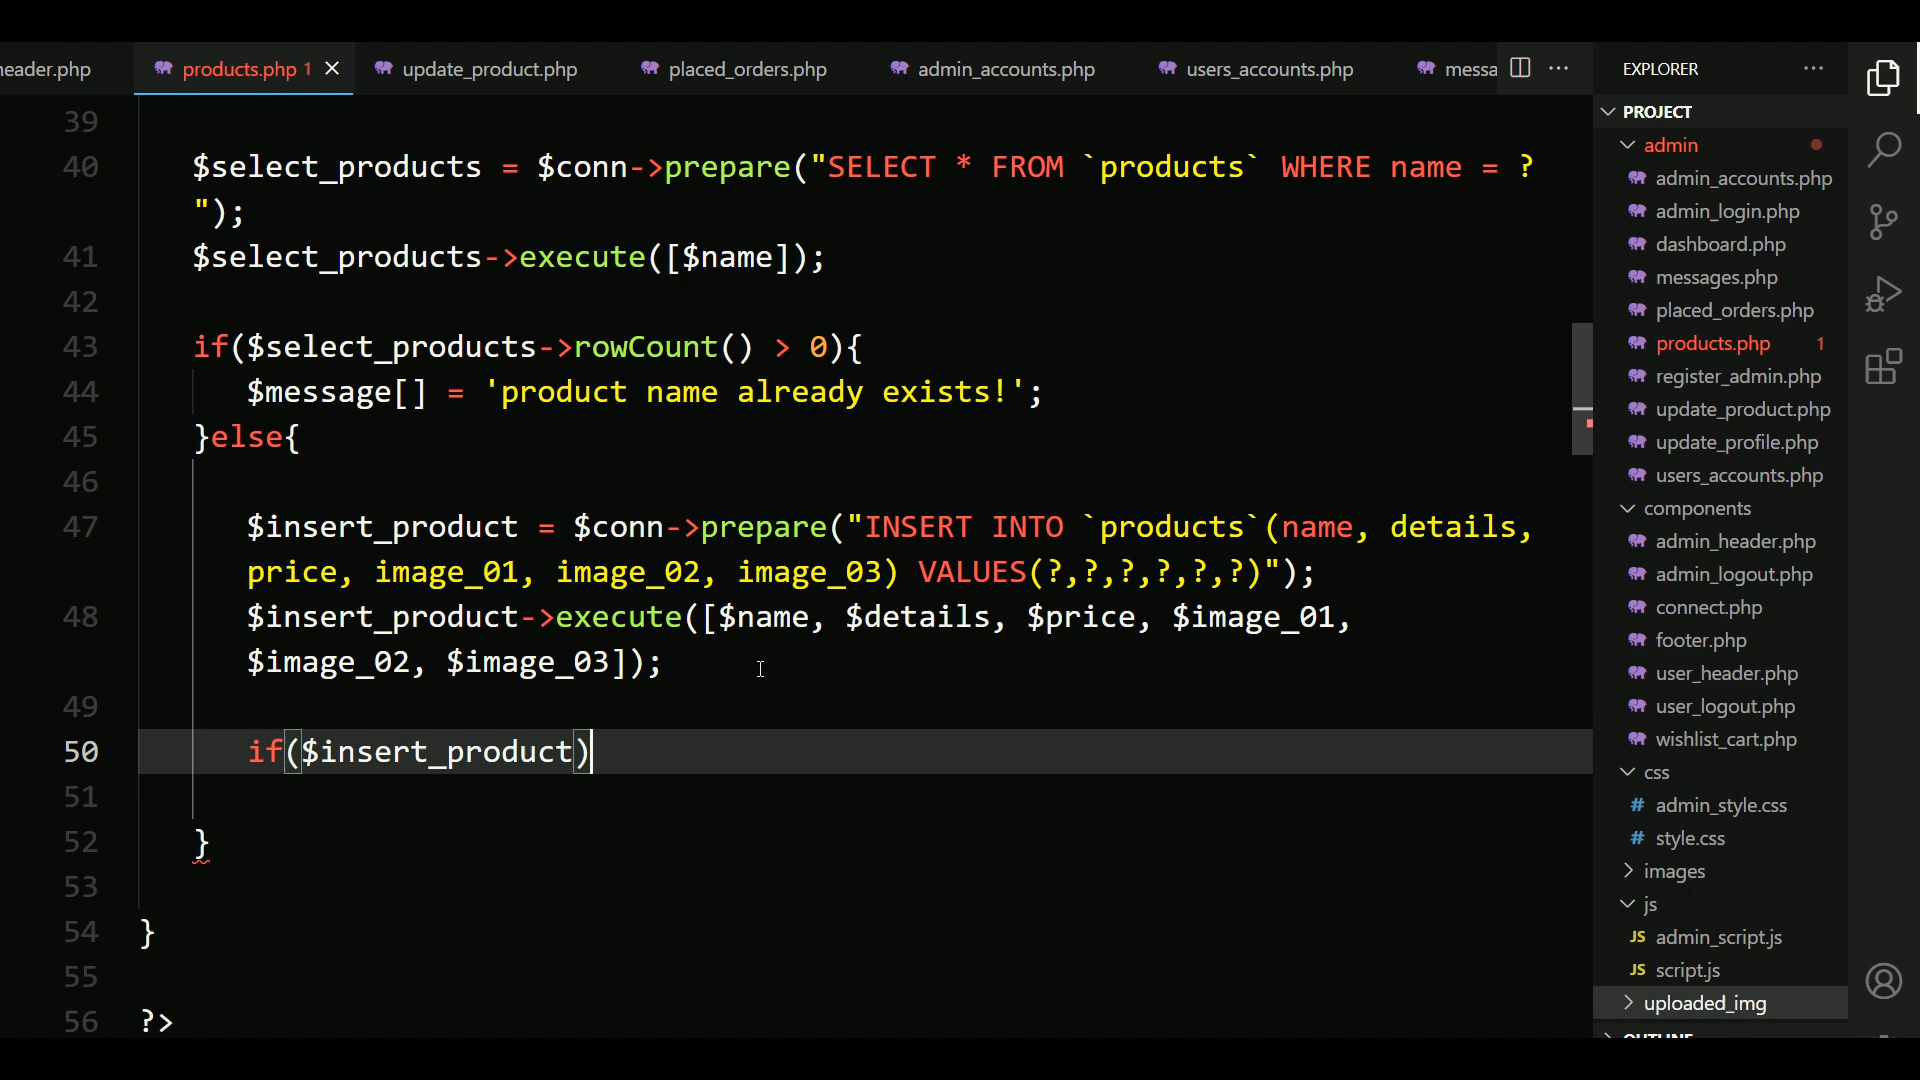 eader.php products.php 1 update_product.php placed_orders.php admin_accounts.php users_accounts.php messa
39
40 $select_products = $conn->prepare("SELECT * FROM `products` WHERE name = ?
");
41 $select_products->execute([$name]);
42
43 if($select_products->rowCount() > 0){
44 $message[] = 'product name already exists!';
45 }else{
46
47 $insert_product = $conn->prepare("INSERT INTO `products`(name, details,
price, image_01, image_02, image_03) VALUES(?,?,?,?,?,?)");
48 $insert_product->execute([$name, $details, $price, $image_01,
$image_02, $image_03]);
49
50 if($insert_product)
51
52 }
53
54 }
55
56 ?>
EXPLORER
PROJECT
admin
admin_accounts.php
admin_login.php
dashboard.php
messages.php
placed_orders.php
products.php 1
register_admin.php
update_product.php
update_profile.php
users_accounts.php
components
admin_header.php
admin_logout.php
connect.php
footer.php
user_header.php
user_logout.php
wishlist_cart.php
css
# admin_style.css
# style.css
images
js
JS admin_script.js
JS script.js
uploaded_img
OUTLINE